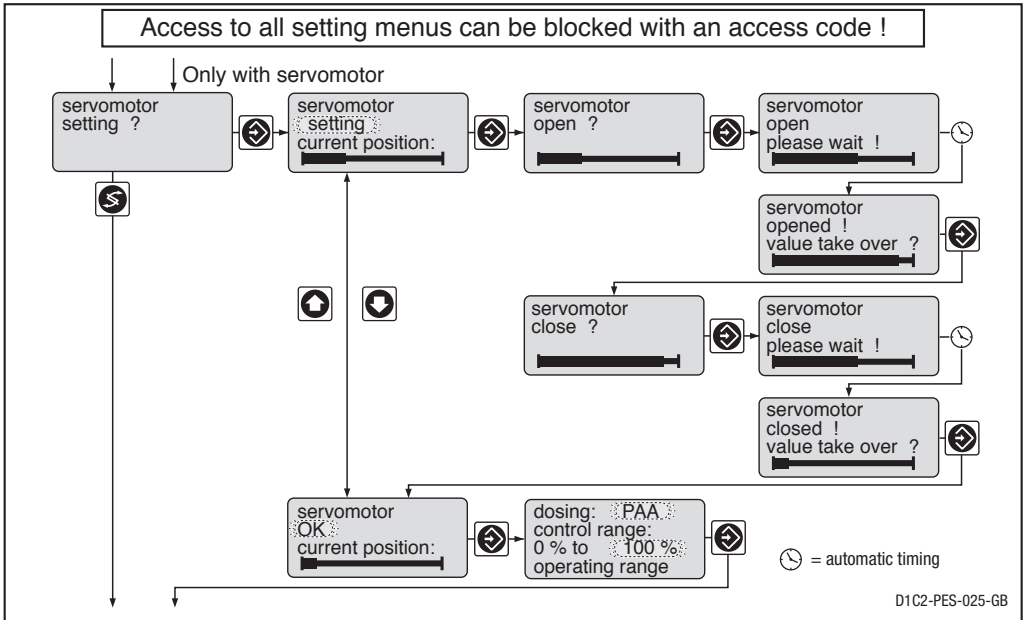 Access to all setting menus can be blocked with an access code !
Only with servomotor
servomotor
setting ?
servomotor
setting
current position:
servomotor
open ?
servomotor
open
please wait !
servomotor
opened !
value take over ?
servomotor
close ?
servomotor
close
please wait !
servomotor
closed !
value take over ?
servomotor
OK
current position:
dosing: PAA
control range:
0 % to 100 %
operating range
= automatic timing
D1C2-PES-025-GB